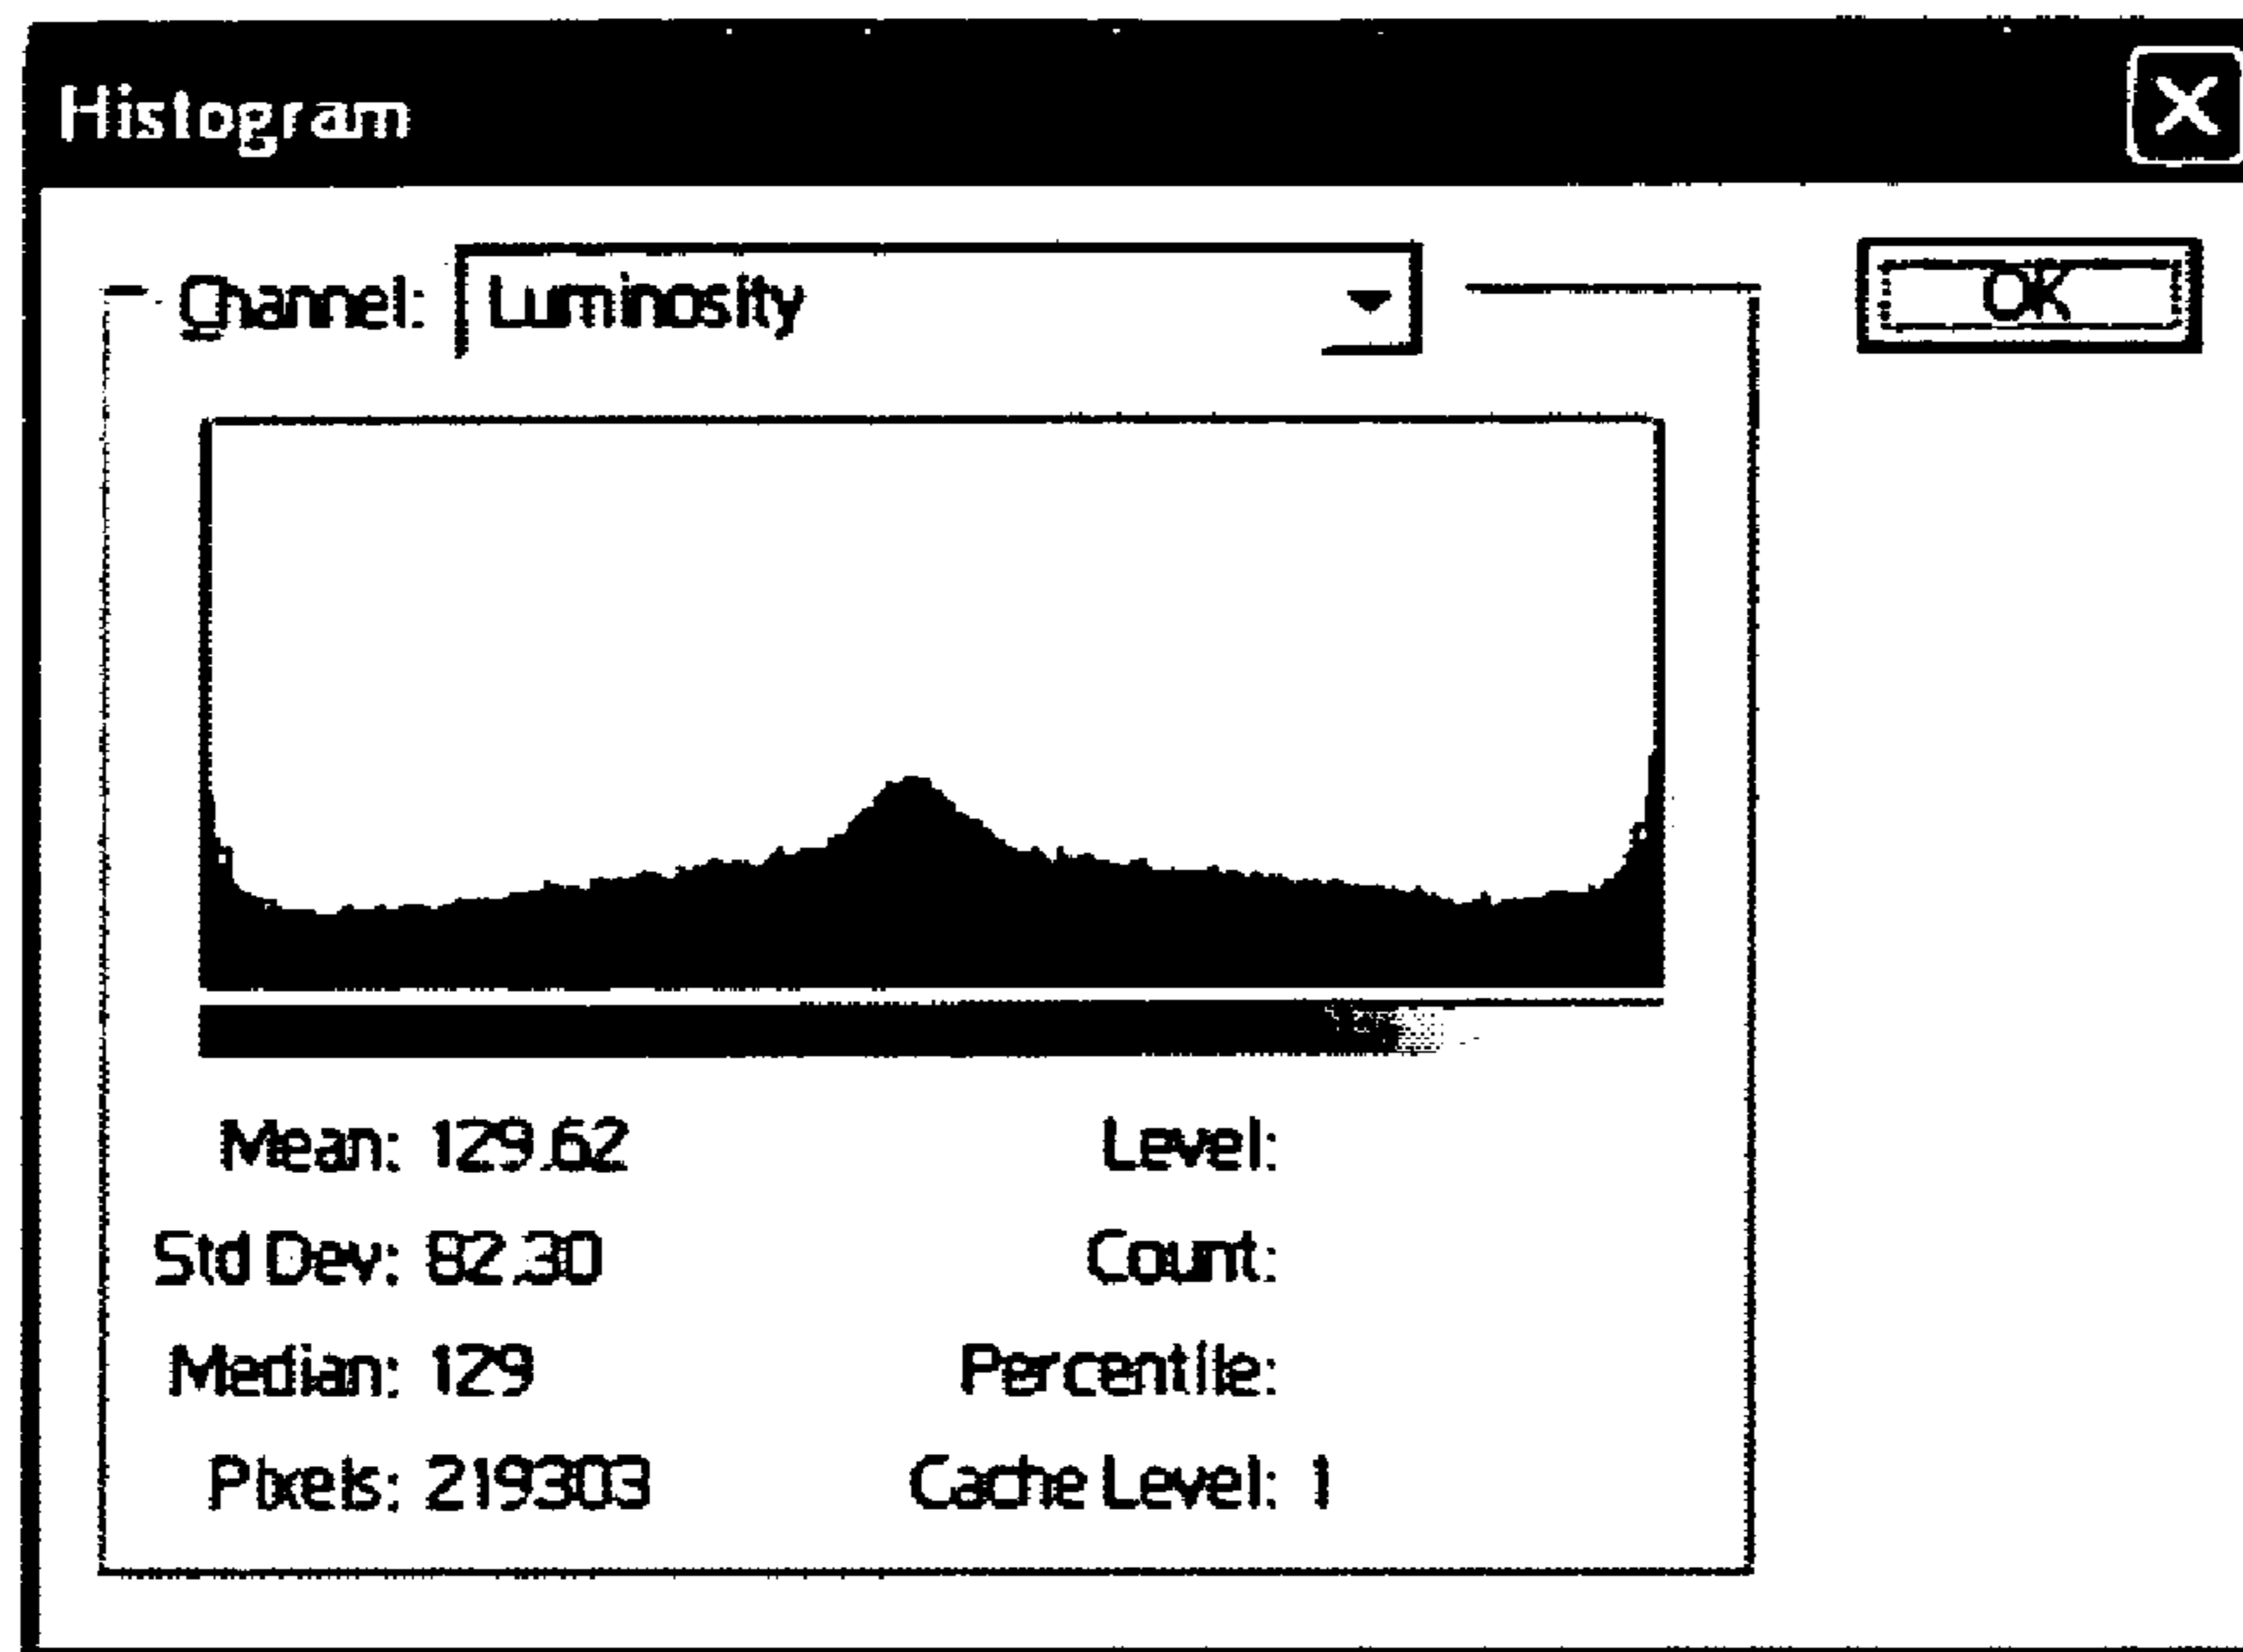 Histogram
Channel: Luminosity
OK
Mean: 129.62 Level:
Std Dev: 82.30 Count:
Median: 129 Percentile:
Pixels: 219303 Cache Level: 1